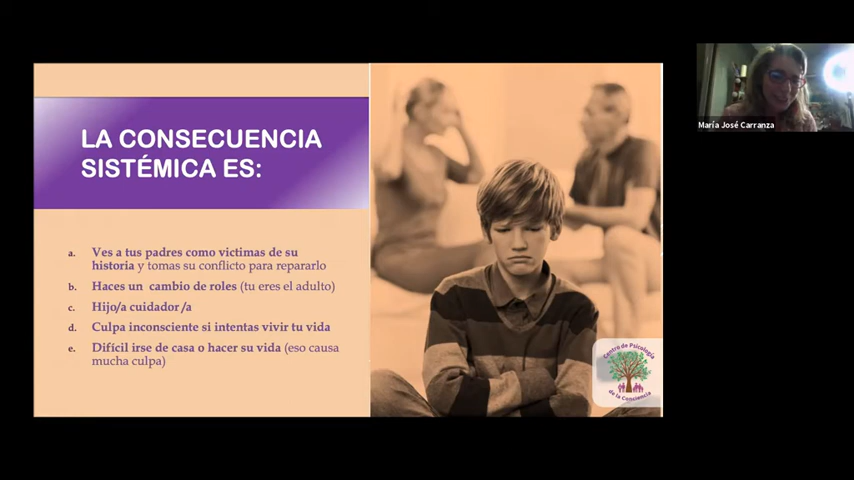 LA CONSECUENCIA
SISTÉMICA ES:
a. Ves a tus padres como victimas de su
historia y tomas su conflicto para repararlo
b. Haces un cambio de roles (tu eres el adulto)
c. Hijo/a cuidador /a
d. Culpa inconsciente si intentas vivir tu vida
e. Difícil irse de casa o hacer su vida (eso causa
mucha culpa)
Centro de Psicología
de la Conciencia
María José Carranza